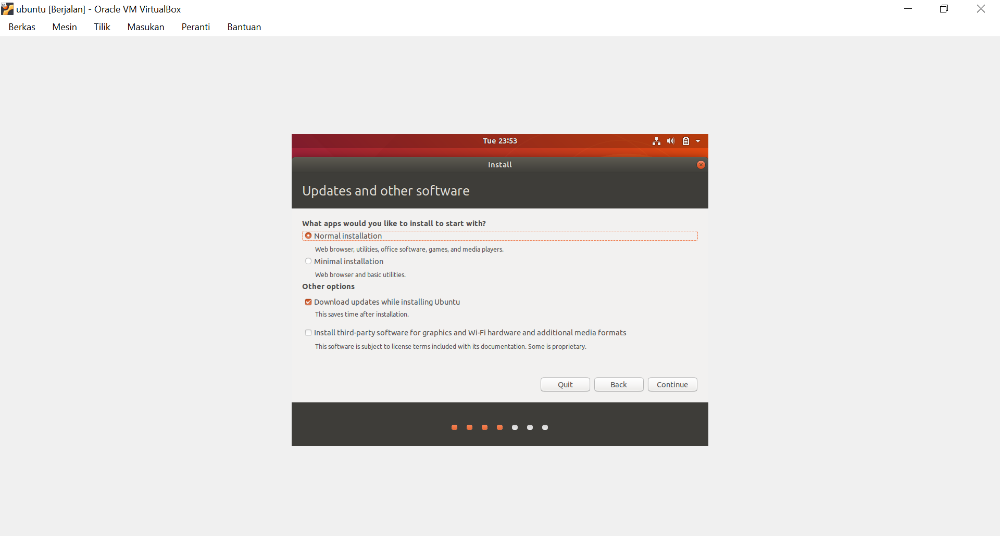 ubuntu [Berjalan] - Oracle VM VirtualBox
Berkas Mesin Tilik Masukan Peranti Bantuan
Tue 23:53
Install
Updates and other software
What apps would you like to install to start with?
Normal installation
Web browser, utilities, office software, games, and media players.
Minimal installation
Web browser and basic utilities.
Other options
Download updates while installing Ubuntu
This saves time after installation.
Install third-party software for graphics and Wi-Fi hardware and additional media formats
This software is subject to license terms included with its documentation. Some is proprietary.
Quit Back Continue